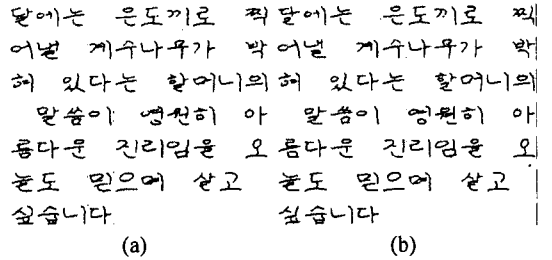 달에는 은도끼로 찍
어낼 계수나무가 박
혀 있다는 할머니의
말씀이 영원히 아
름다운 진리임을 오
늘도 믿으며 살고
싶습니다
(a)
달에는 은도끼로 찍
어낼 계수나무가 박
혀 있다는 할머니의
말씀이 영원히 아
름다운 진리임을 오
늘도 믿으며 살고
싶습니다
(b)